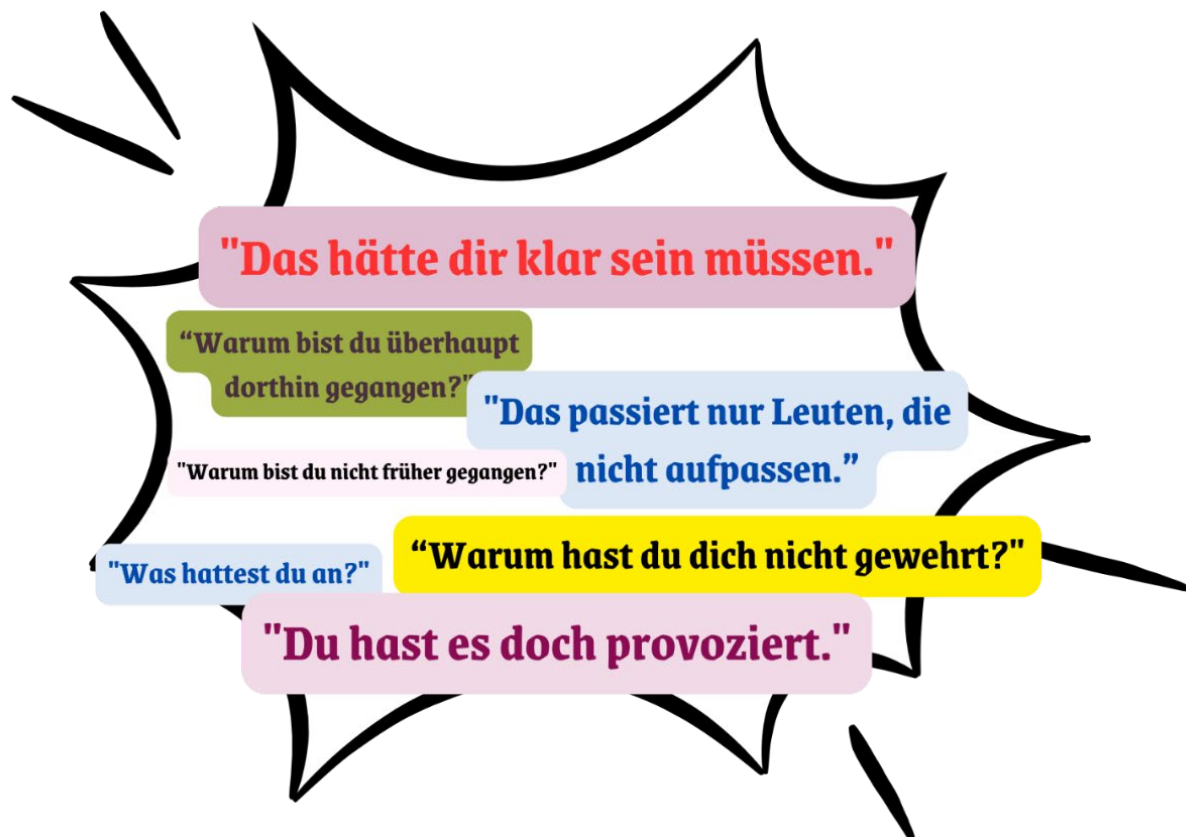 "Das hätte dir klar sein müssen."
“Warum bist du überhaupt
dorthin gegangen?"
"Das passiert nur Leuten, die
nicht aufpassen.”
"Warum bist du nicht früher gegangen?"
“Warum hast du dich nicht gewehrt?"
"Was hattest du an?"
"Du hast es doch provoziert."